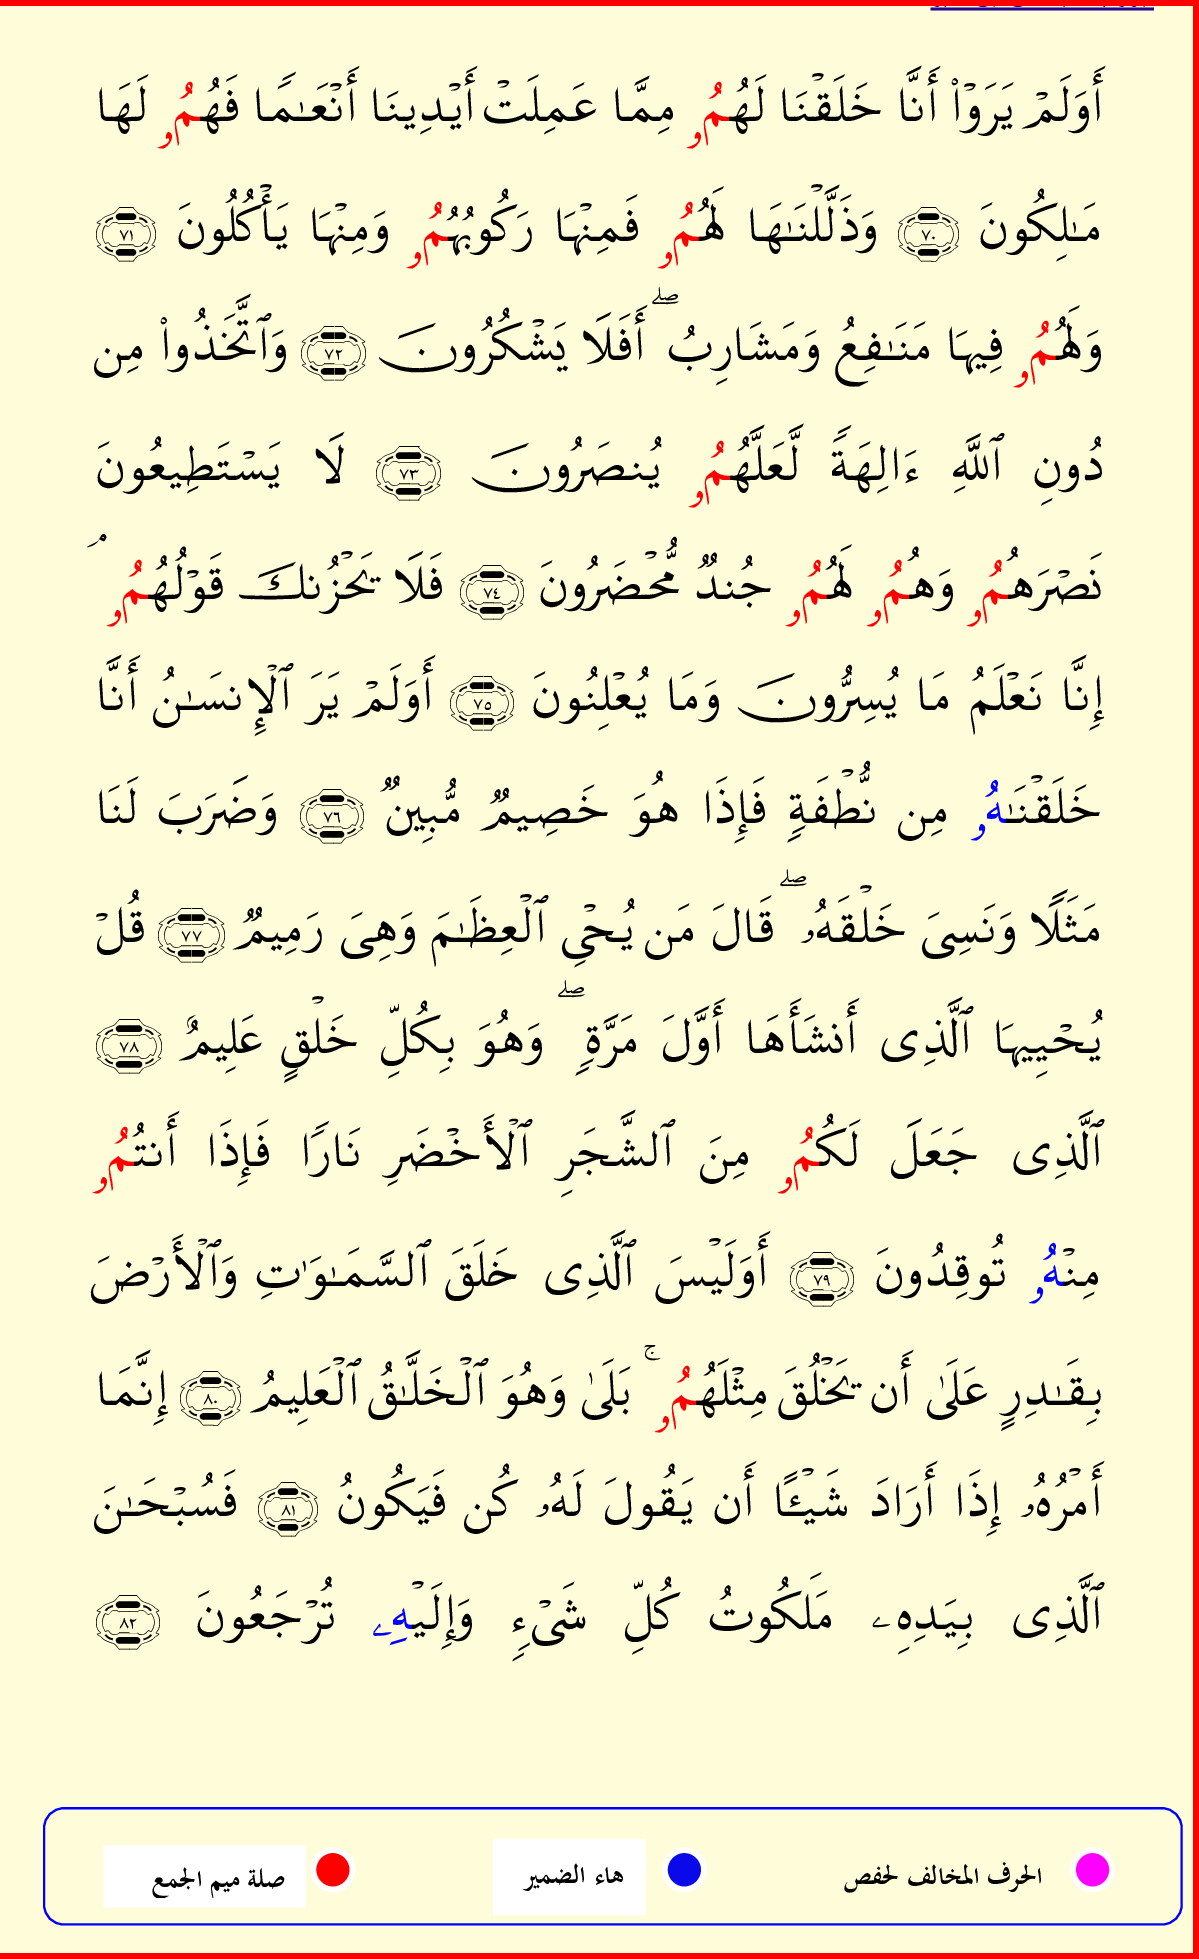 أَوَلَمْ يَرَوْا۟ أَنَّا خَلَقْنَا لَهُمُۥ مِمَّا عَمِلَتْ أَيْدِينَا أَنْعَـٰمًا فَهُمُۥ لَهَا
مَـٰلِكُونَ ٧٠ وَذَلَّلْنَـٰهَا لَهُمُۥ فَمِنْهَا رَكُوبُهُمُۥ وَمِنْهَا يَأْكُلُونَ ٧١
وَلَهُمُۥ فِيهَا مَنَـٰفِعُ وَمَشَارِبُ ۖ أَفَلَا يَشْكُرُونَ ٧٢ وَٱتَّخَذُوا۟ مِن
دُونِ ٱللَّهِ ءَالِهَةً لَّعَلَّهُمُۥ يُنصَرُونَ ٧٣ لَا يَسْتَطِيعُونَ
نَصْرَهُمُۥ وَهُمُۥ لَهُمُۥ جُندٌ مُّحْضَرُونَ ٧٤ فَلَا يَحْزُنكَ قَوْلُهُمُۥ ۘ
إِنَّا نَعْلَمُ مَا يُسِرُّونَ وَمَا يُعْلِنُونَ ٧٥ أَوَلَمْ يَرَ ٱلْإِنسَـٰنُ أَنَّا
خَلَقْنَـٰهُۥ مِن نُّطْفَةٍ فَإِذَا هُوَ خَصِيمٌ مُّبِينٌ ٧٦ وَضَرَبَ لَنَا
مَثَلًا وَنَسِىَ خَلْقَهُۥ ۖ قَالَ مَن يُحْىِ ٱلْعِظَـٰمَ وَهِىَ رَمِيمٌ ٧٧ قُلْ
يُحْيِيهَا ٱلَّذِى أَنشَأَهَا أَوَّلَ مَرَّةٍ ۖ وَهُوَ بِكُلِّ خَلْقٍ عَلِيمٌ ٧٨
ٱلَّذِى جَعَلَ لَكُمُۥ مِنَ ٱلشَّجَرِ ٱلْأَخْضَرِ نَارًا فَإِذَا أَنتُمُۥ
مِنْهُۥ تُوقِدُونَ ٧٩ أَوَلَيْسَ ٱلَّذِى خَلَقَ ٱلسَّمَـٰوَٰتِ وَٱلْأَرْضَ
بِقَـٰدِرٍ عَلَىٰ أَن يَخْلُقَ مِثْلَهُمُۥ ۚ بَلَىٰ وَهُوَ ٱلْخَلَّـٰقُ ٱلْعَلِيمُ ٨٠ إِنَّمَا
أَمْرُهُۥ إِذَا أَرَادَ شَيْـًٔا أَن يَقُولَ لَهُۥ كُن فَيَكُونُ ٨١ فَسُبْحَـٰنَ
ٱلَّذِى بِيَدِهِۦ مَلَكُوتُ كُلِّ شَىْءٍ وَإِلَيْهِۦ تُرْجَعُونَ ٨٢
الحرف المخالف لحفص هاء الضمير صلة ميم الجمع